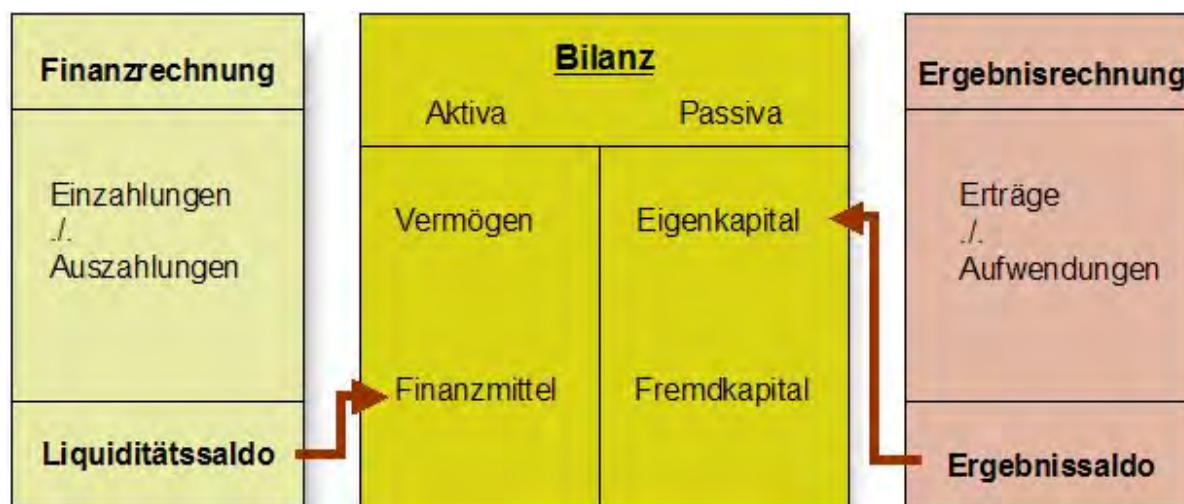 Finanzrechnung
Einzahlungen
./.
Auszahlungen
Liquiditätssaldo
Bilanz
Aktiva Passiva
Vermögen Eigenkapital
Finanzmittel Fremdkapital
Ergebnisrechnung
Erträge
./.
Aufwendungen
Ergebnissaldo